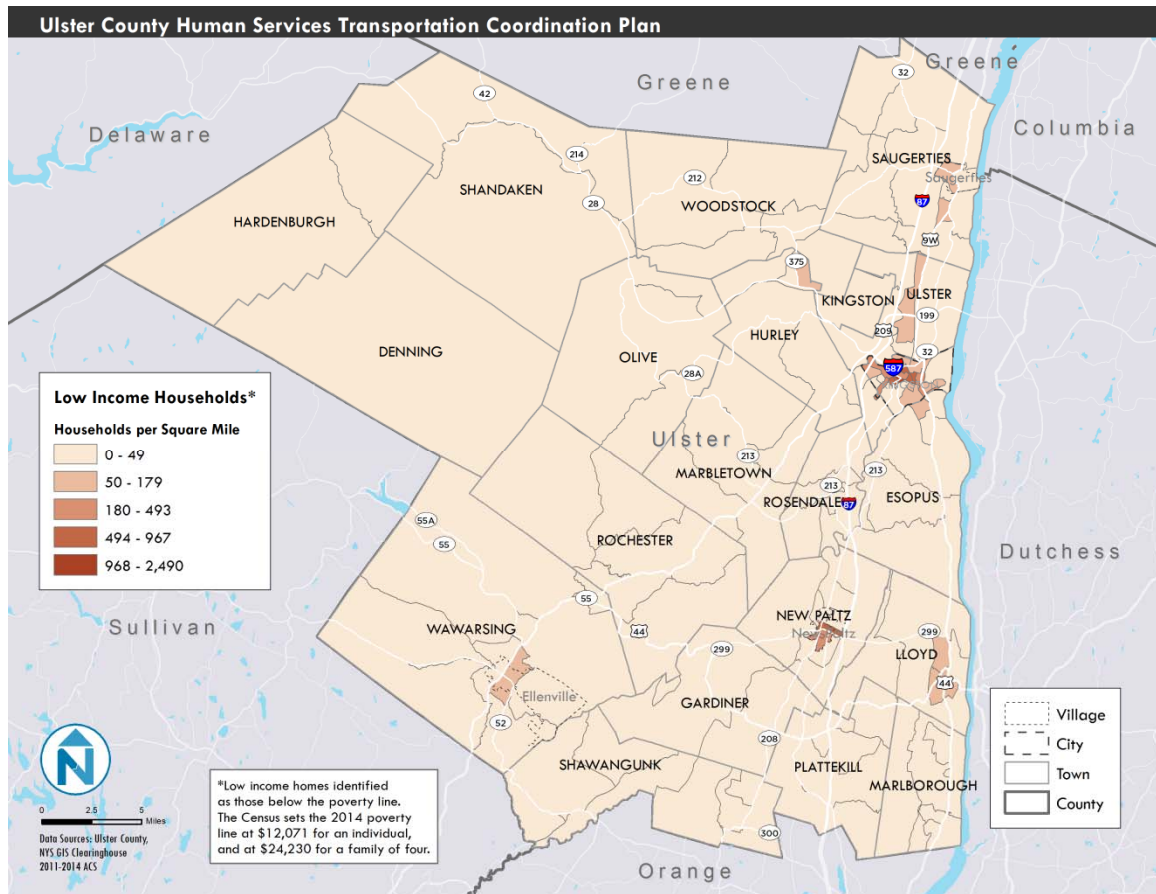 Ulster County Human Services Transportation Coordination Plan
Greene
Greene
Delaware
Columbia
32
42
214
SAUGERTIES
Saugerties
SHANDAKEN
212
28
WOODSTOCK
87
HARDENBURGH
9W
375
KINGSTON
ULSTER
199
209
HURLEY
DENNING
OLIVE
32
587
28A
Low Income Households*
Households per Square Mile
0 - 49
50 - 179
180 - 493
494 - 967
968 - 2,490
Ulster
213
MARBLETOWN
213
213
ROSENDALE
87
ESOPUS
55A
55
ROCHESTER
Dutchess
Sullivan
55
WAWARSING
44
NEW PALTZ
New Paltz
299
299
LLOYD
44
Ellenville
GARDINER
52
208
SHAWANGUNK
PLATTEKILL
MARLBOROUGH
300
Orange
Village
City
Town
County
N
0 2.5 5
Miles
Data Sources: Ulster County,
NYS GIS Clearinghouse
2011-2014 ACS
*Low income homes identified
as those below the poverty line.
The Census sets the 2014 poverty
line at $12,071 for an individual,
and at $24,230 for a family of four.